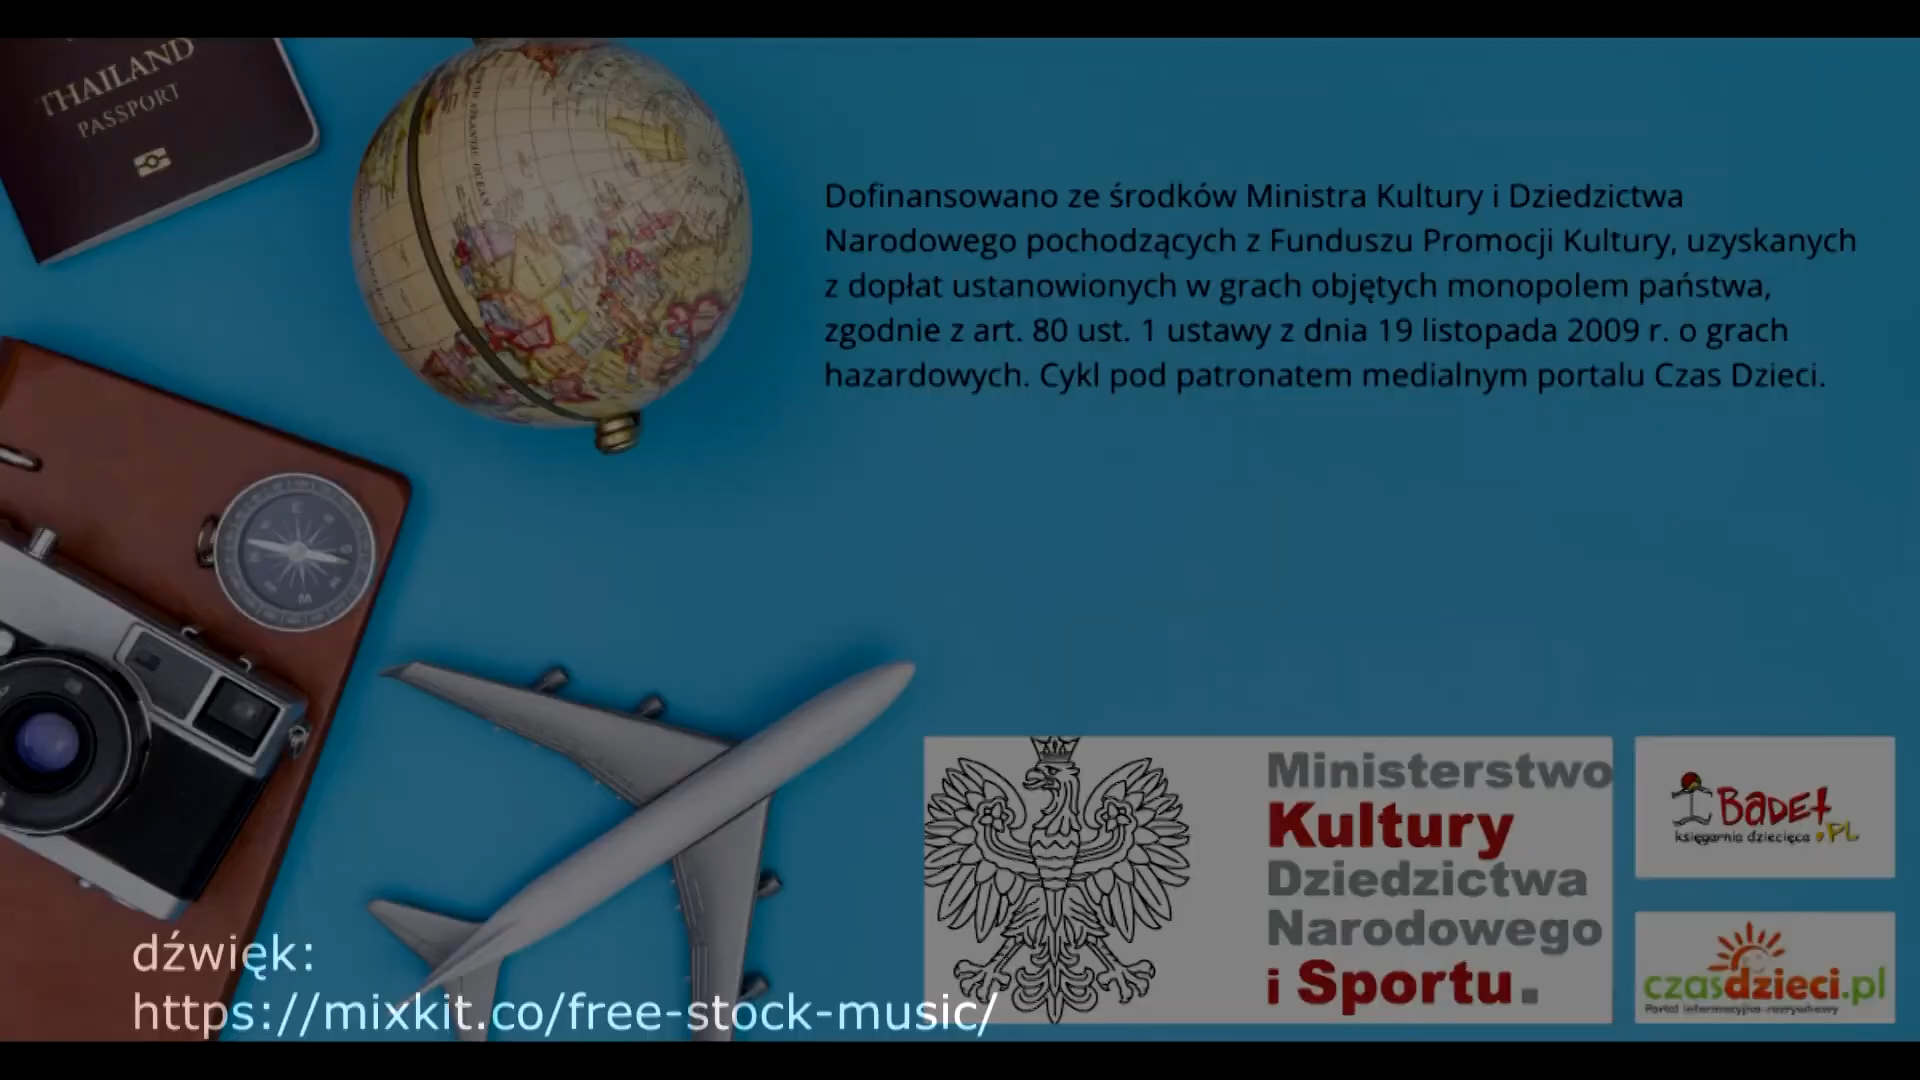 THAILAND
PASSPORT
Dofinansowano ze środków Ministra Kultury i Dziedzictwa
Narodowego pochodzących z Funduszu Promocji Kultury, uzyskanych
z dopłat ustanowionych w grach objętych monopolem państwa,
zgodnie z art. 80 ust. 1 ustawy z dnia 19 listopada 2009 r. o grach
hazardowych. Cykl pod patronatem medialnym portalu Czas Dzieci.
Ministerstwo
Kultury
Dziedzictwa
Narodowego
i Sportu.
BADET.PL
księgarnia dziecięca
czasdzieci.pl
Portal informacyjno-rozrywkowy
dźwięk:
https://mixkit.co/free-stock-music/